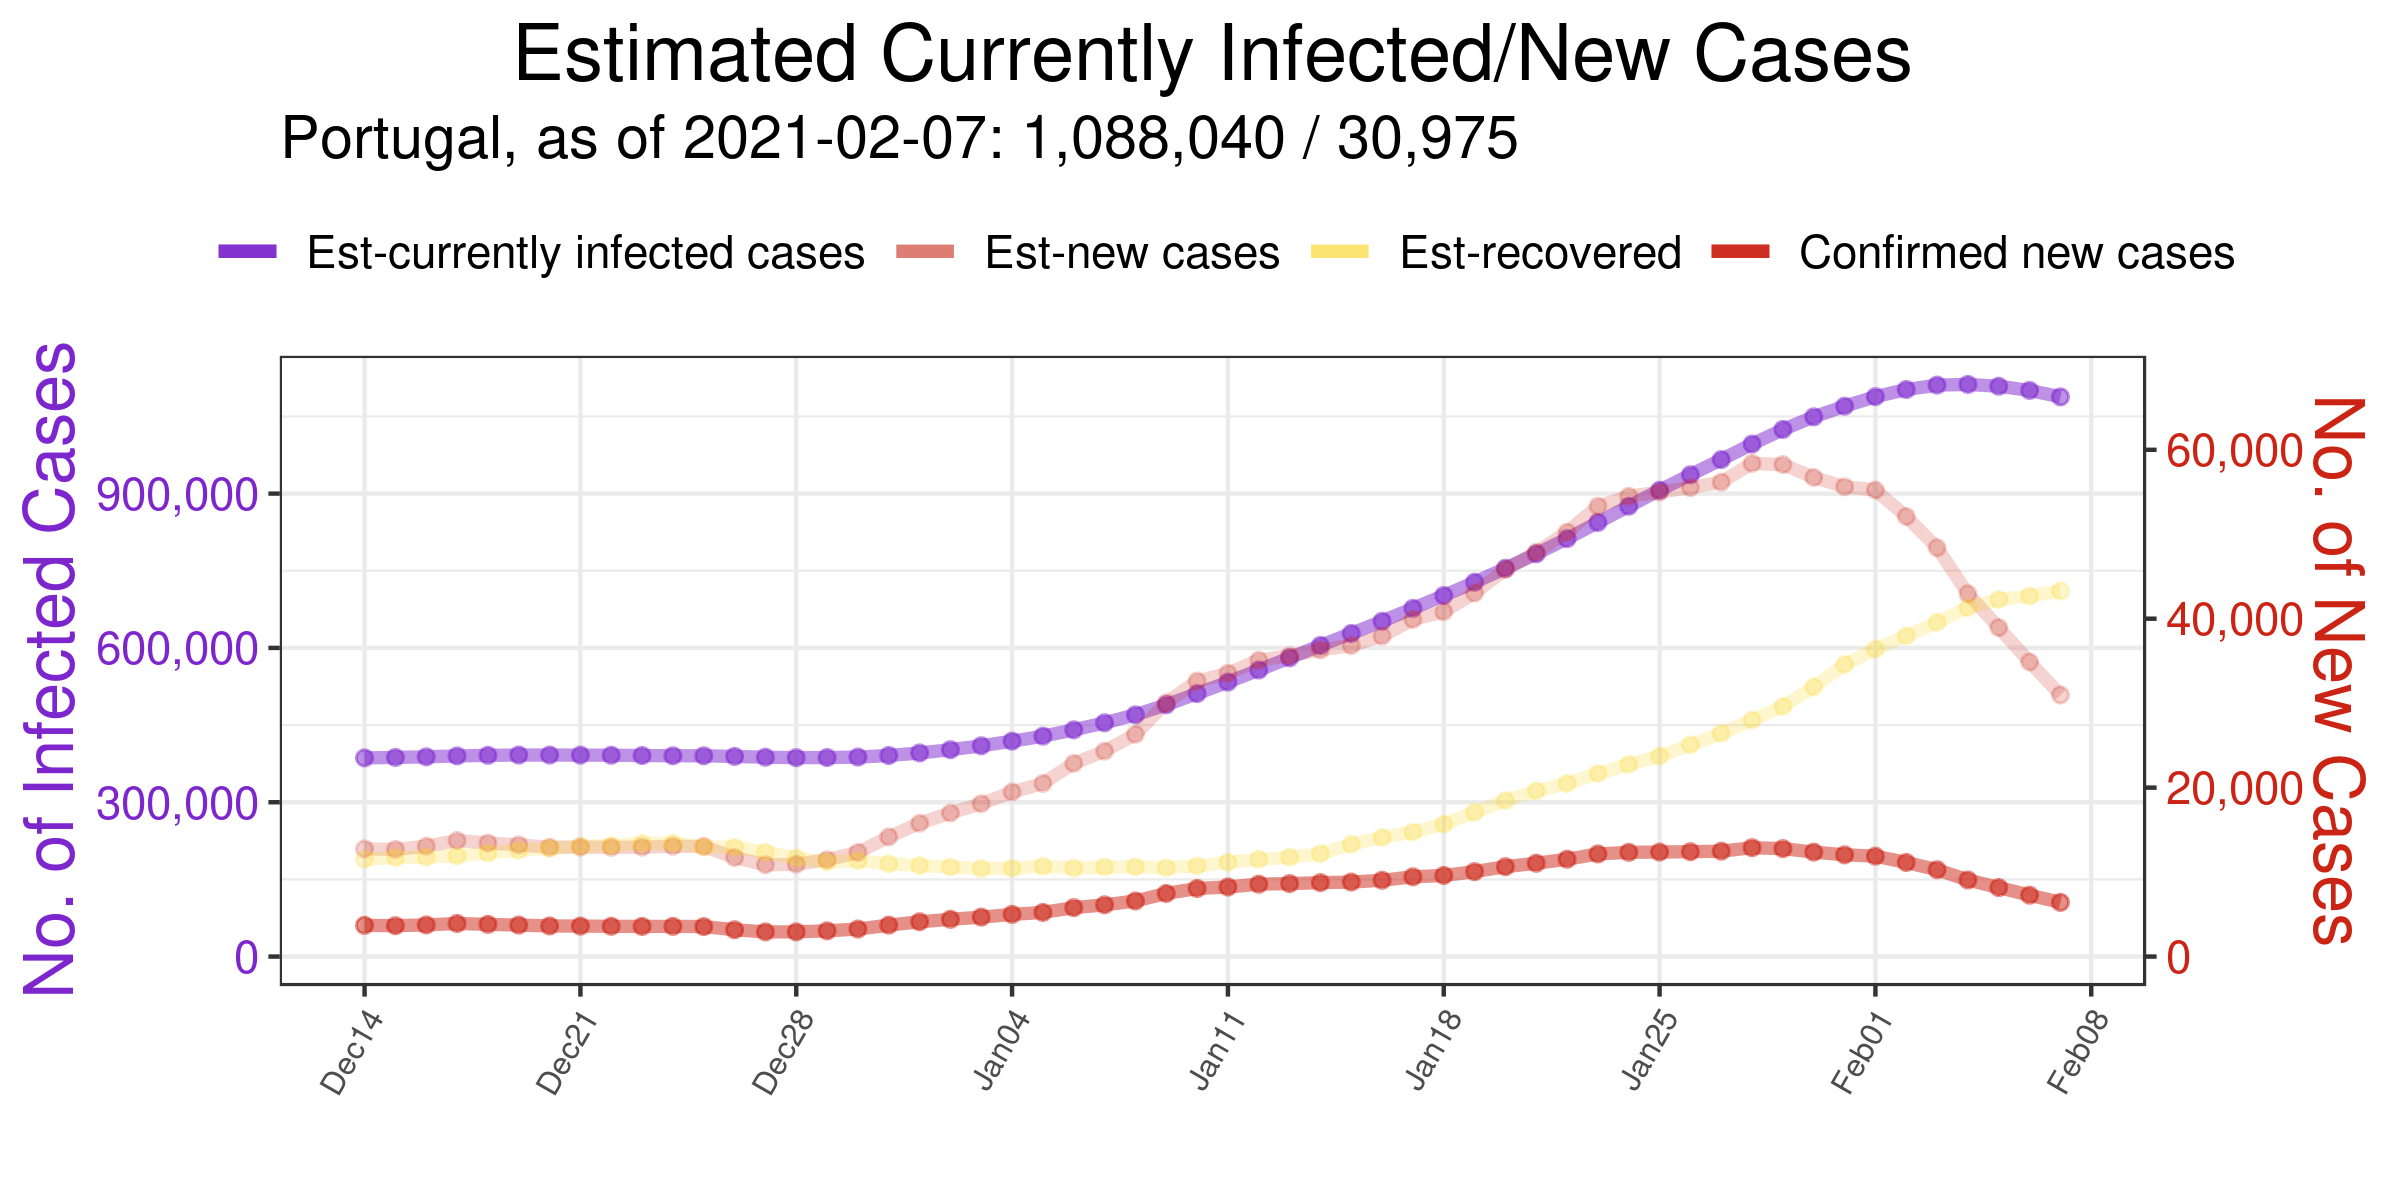 Estimated Currently Infected/New Cases
Portugal, as of 2021-02-07: 1,088,040 / 30,975
Est-currently infected cases Est-new cases Est-recovered Confirmed new cases
No. of Infected Cases
900,000
600,000
300,000
0
60,000
40,000
20,000
0
No. of New Cases
Dec14 Dec21 Dec28 Jan04 Jan11 Jan18 Jan25 Feb01 Feb08